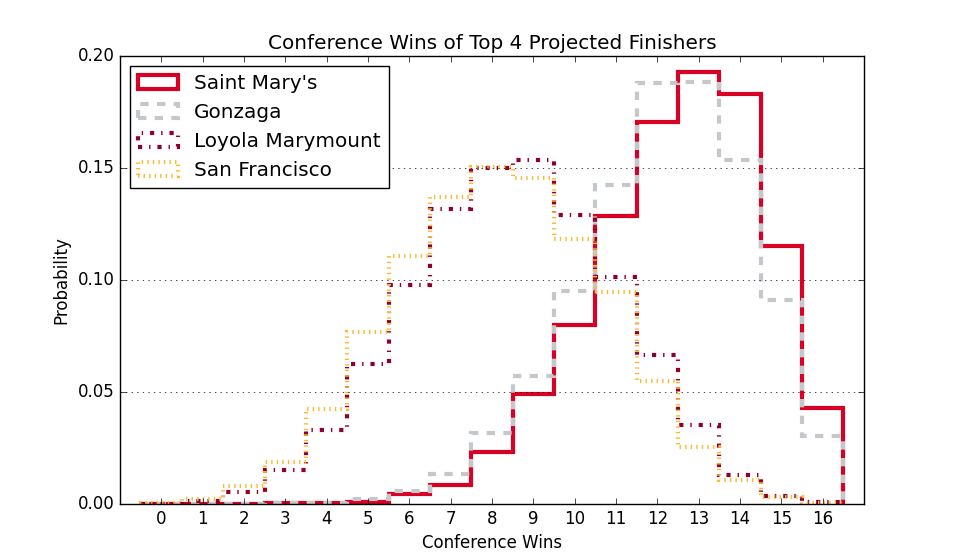 Conference Wins of Top 4 Projected Finishers
0.20
Saint Mary's
Gonzaga
Loyola Marymount
San Francisco
0.15
0.10
0.05
0.00
Probability
0 1 2 3 4 5 6 7 8 9 10 11 12 13 14 15 16
Conference Wins